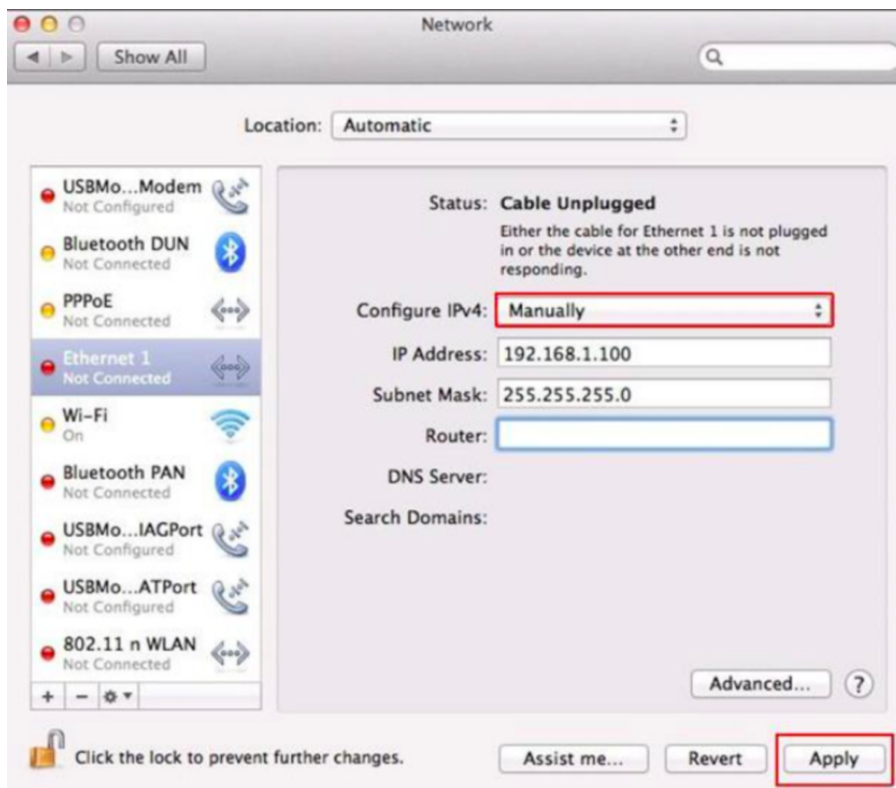 Network
Show All
Location: Automatic
USBMo...Modem
Not Configured
Bluetooth DUN
Not Connected
PPPoE
Not Connected
Ethernet 1
Not Connected
Wi-Fi
On
Bluetooth PAN
Not Connected
USBMo...IAGPort
Not Configured
USBMo...ATPort
Not Configured
802.11 n WLAN
Not Connected
Status: Cable Unplugged
Either the cable for Ethernet 1 is not plugged
in or the device at the other end is not
responding.
Configure IPv4: Manually
IP Address: 192.168.1.100
Subnet Mask: 255.255.255.0
Router:
DNS Server:
Search Domains:
Advanced... ?
Click the lock to prevent further changes.
Assist me... Revert Apply